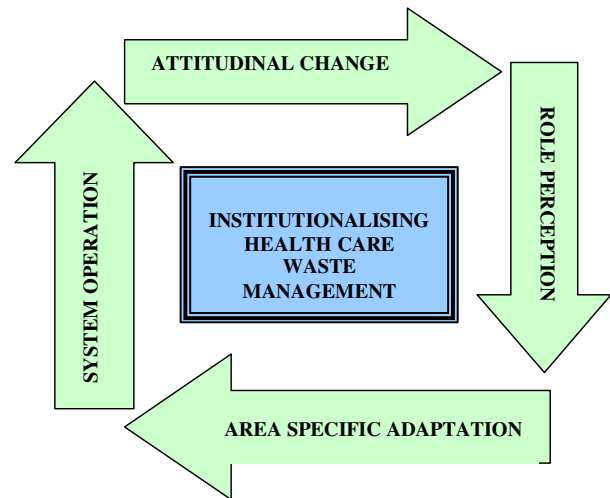 ATTITUDINAL CHANGE
ROLE PERCEPTION
INSTITUTIONALISING
HEALTH CARE
WASTE
MANAGEMENT
SYSTEM OPERATION
AREA SPECIFIC ADAPTATION